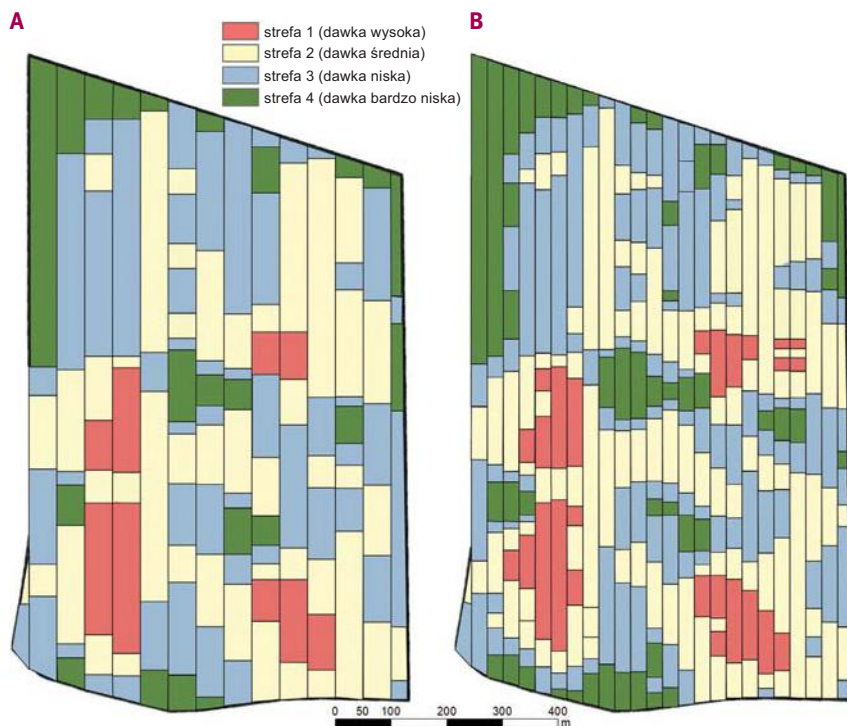 A
B
strefa 1 (dawka wysoka)
strefa 2 (dawka średnia)
strefa 3 (dawka niska)
strefa 4 (dawka bardzo niska)
0 50 100 200 300 400
m